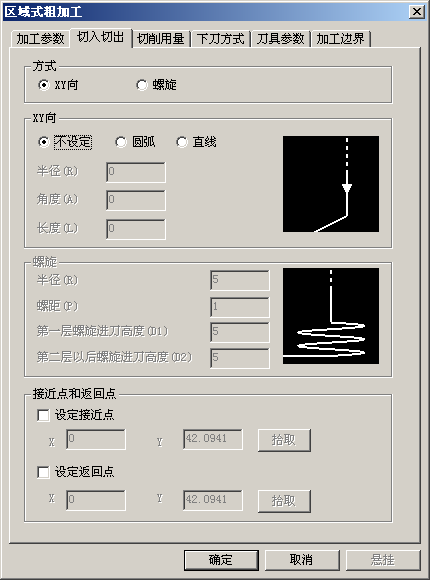 区域式粗加工
加工参数 切入切出 切削用量 下刀方式 刀具参数 加工边界
方式
XY向 螺旋
XY向
不设定 圆弧 直线
半径(R) 0
角度(A) 0
长度(L) 0
螺旋
半径(R) 5
螺距(P) 1
第一层螺旋进刀高度(D1) 5
第二层以后螺旋进刀高度(D2) 5
接近点和返回点
设定接近点
X 0 Y 42.0941 拾取
设定返回点
X 0 Y 42.0941 拾取
确定 取消 悬挂